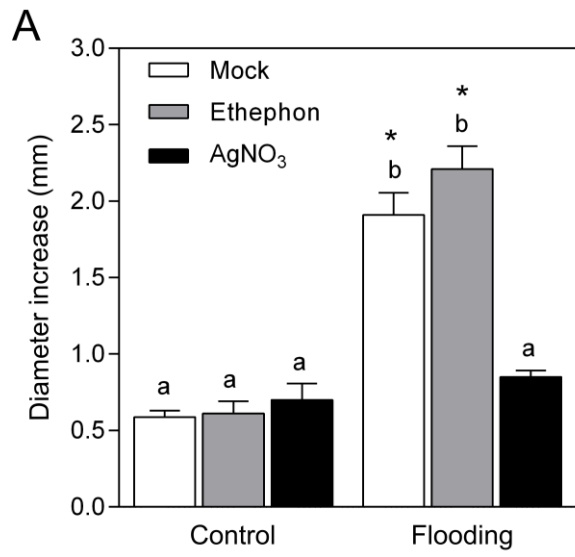 A
3.0
2.5
2.0
1.5
1.0
0.5
0.0
Diameter increase (mm)
Mock
Ethephon
AgNO₃
a
a
a
*
b
*
b
a
Control
Flooding